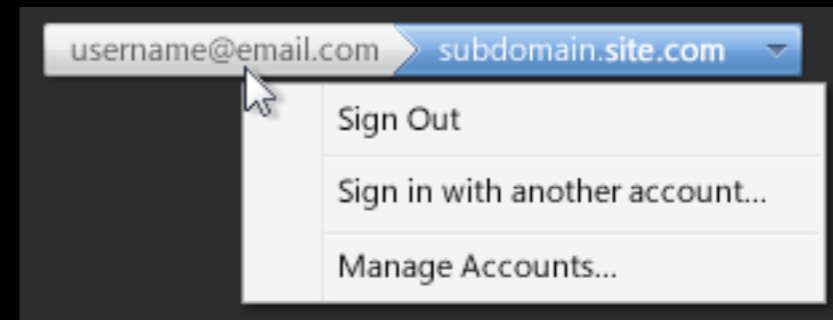 username@email.com subdomain.site.com
Sign Out
Sign in with another account...
Manage Accounts...